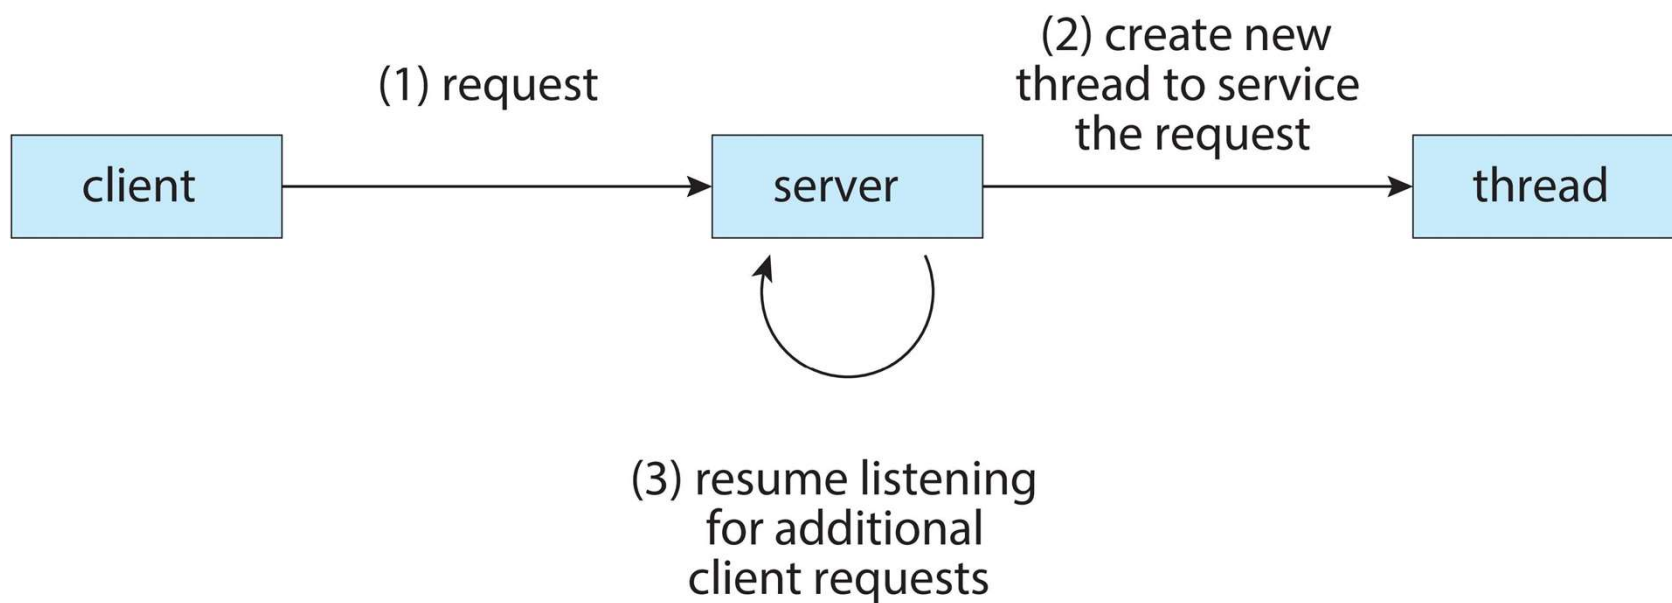 (1) request
(2) create new
thread to service
the request
client
server
thread
(3) resume listening
for additional
client requests